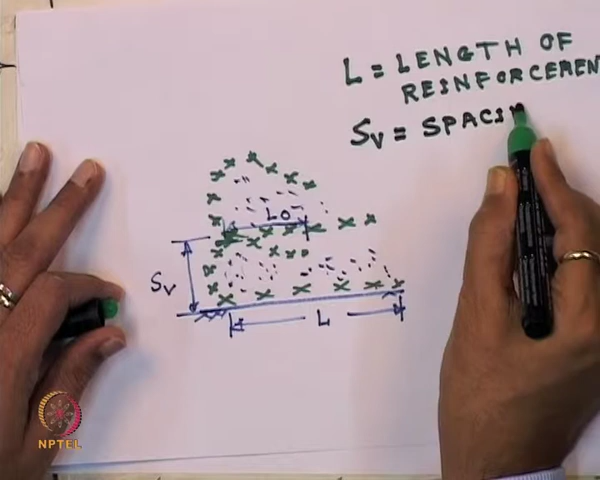 L = LENGTH OF
REINFORCEMEN
Sv = SPACI
Lo
Sv
L
NPTEL